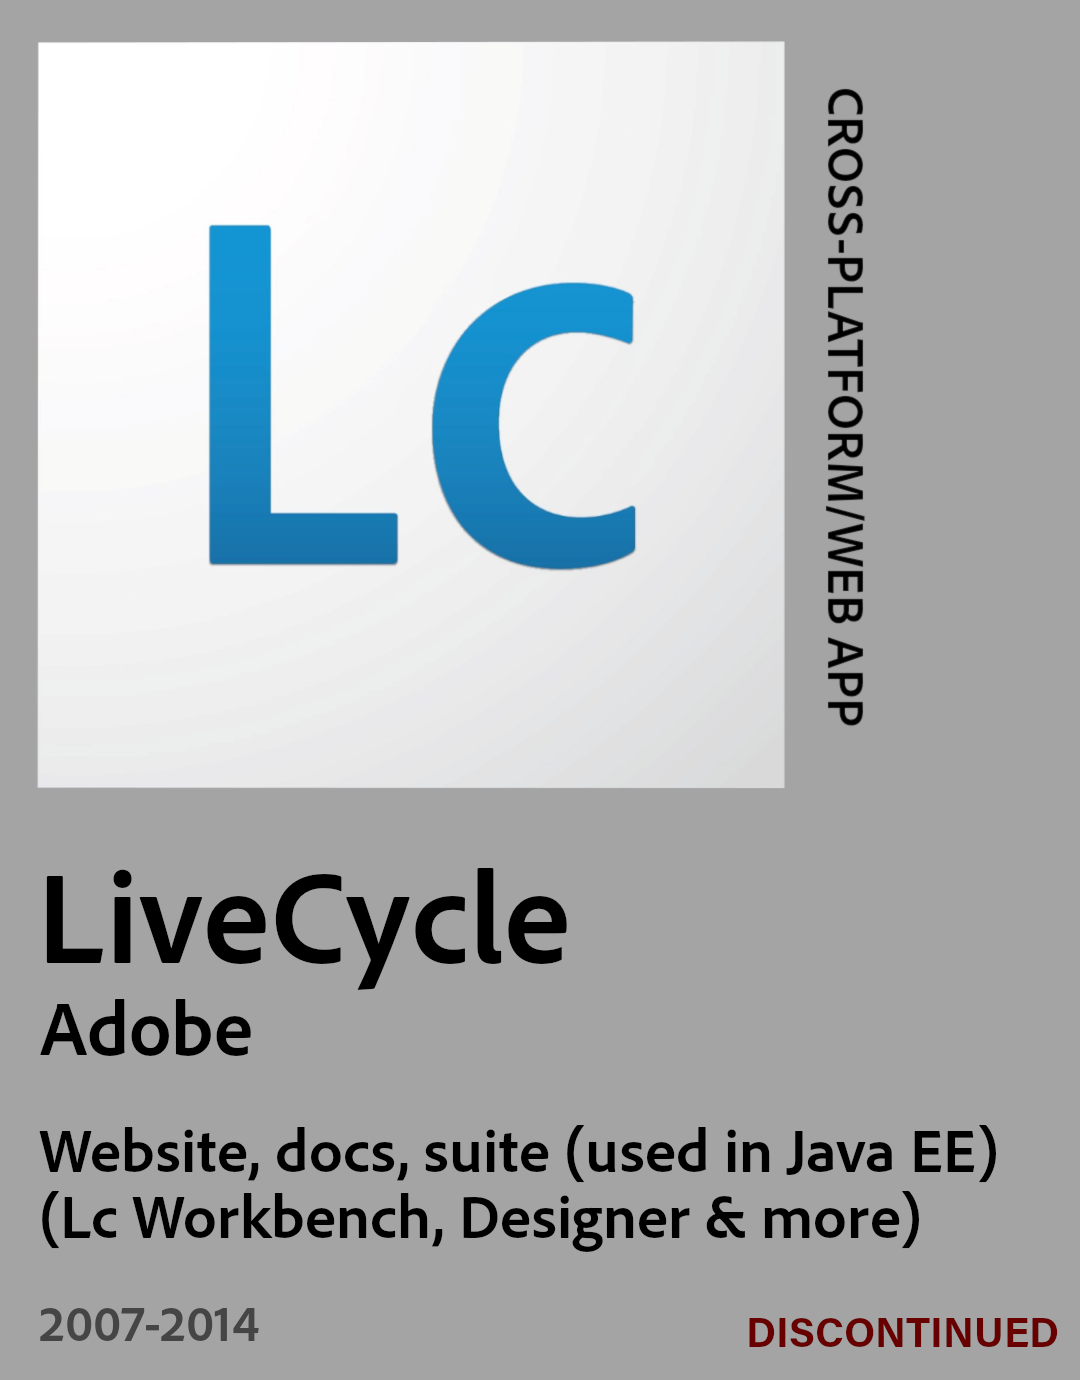 Lc
CROSS-PLATFORM/WEB APP
LiveCycle
Adobe
Website, docs, suite (used in Java EE)
(Lc Workbench, Designer & more)
2007-2014
DISCONTINUED